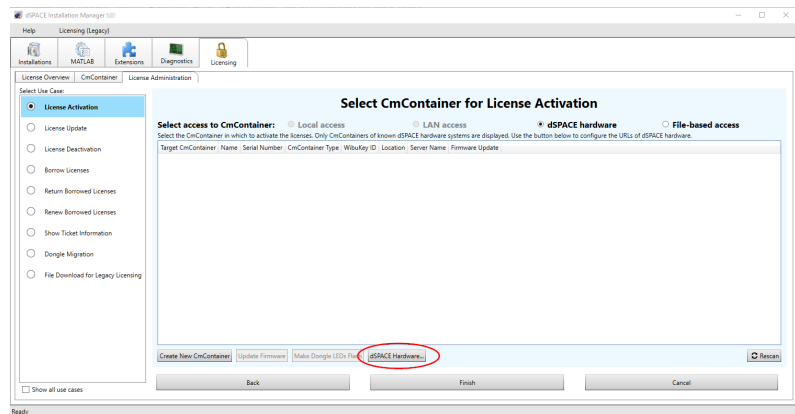 dSPACE Installation Manager
Help Licensing (Legacy)
Installations MATLAB Extensions Diagnostics Licensing
License Overview CmContainer License Administration
Select Use Case:
License Activation
License Update
License Deactivation
Borrow Licenses
Return Borrowed Licenses
Renew Borrowed Licenses
Show Ticket Information
Dongle Migration
File Download for Legacy Licensing
Show all use cases
Select CmContainer for License Activation
Select access to CmContainer: Local access LAN access dSPACE hardware File-based access
Select the CmContainer in which to activate the licenses. Only CmContainers of known dSPACE hardware systems are displayed. Use the button below to configure the URLs of dSPACE hardware.
Target CmContainer Name Serial Number CmContainer Type WibuKey ID Location Server Name Firmware Update
Create New CmContainer Update Firmware Make Dongle LEDs Flash dSPACE Hardware... Rescan
Back Finish Cancel
Ready